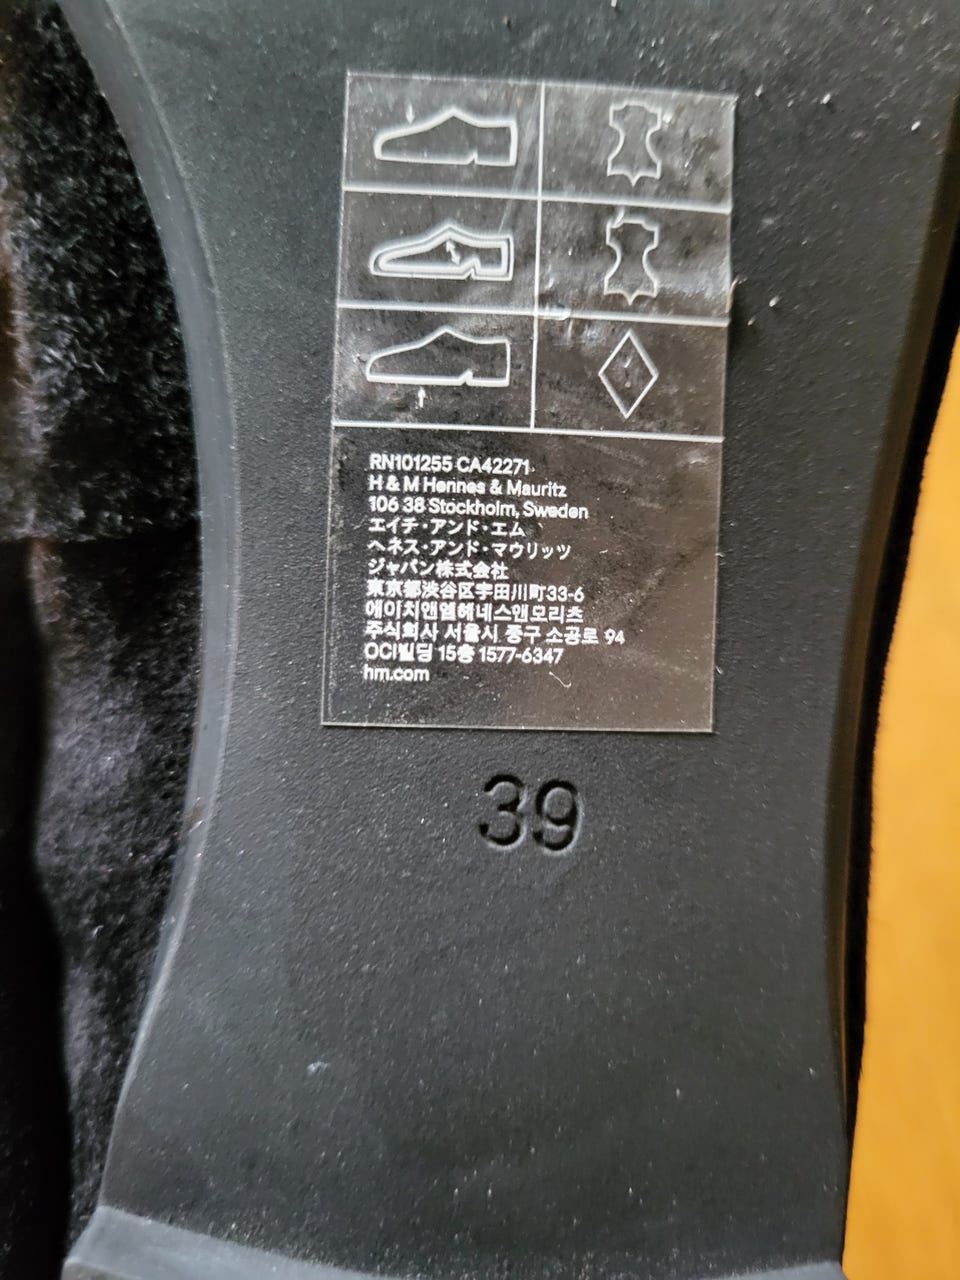 RN101255 CA42271
H & M Hennes & Mauritz
106 38 Stockholm, Sweden
エイチ・アンド・エム
ヘネス・アンド・マウリッツ
ジャパン株式会社
東京都渋谷区宇田川町33-6
에이치앤엠헤네스앤모리츠
주식회사 서울시 중구 소공로 94
OCI빌딩 15층 1577-6347
hm.com
39